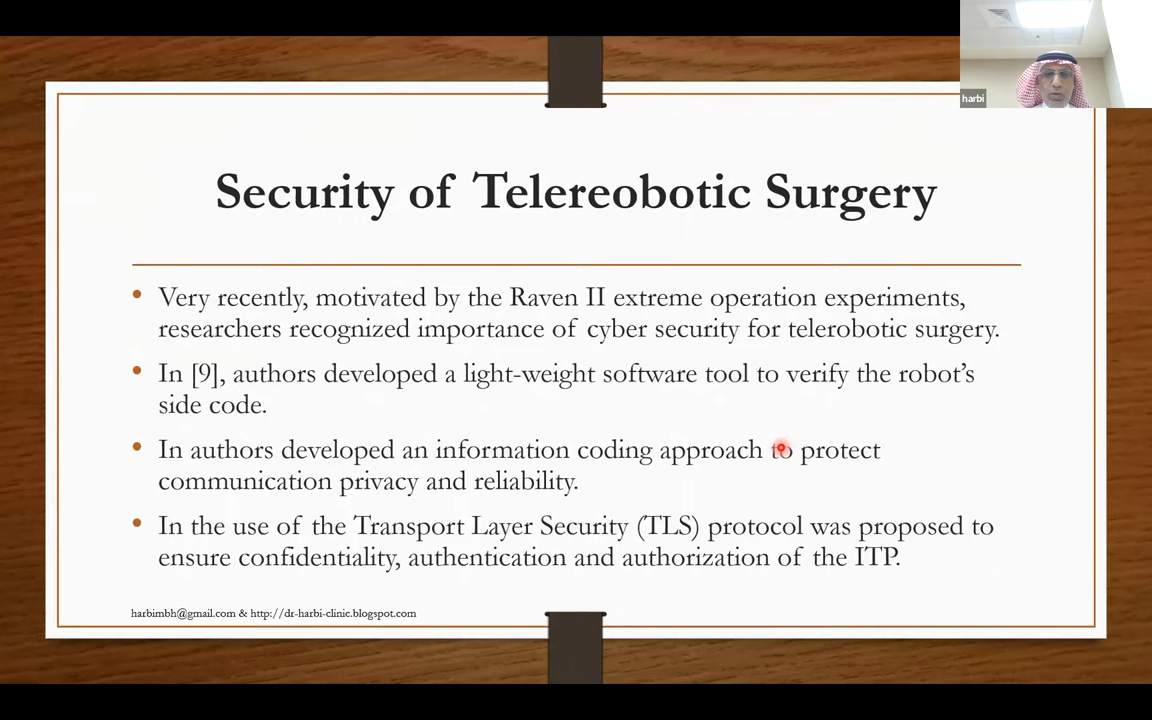 harbi
Security of Telereobotic Surgery
• Very recently, motivated by the Raven II extreme operation experiments,
researchers recognized importance of cyber security for telerobotic surgery.
• In [9], authors developed a light-weight software tool to verify the robot's
side code.
• In authors developed an information coding approach to protect
communication privacy and reliability.
• In the use of the Transport Layer Security (TLS) protocol was proposed to
ensure confidentiality, authentication and authorization of the ITP.
harbimbh@gmail.com & http://dr-harbi-clinic.blogspot.com